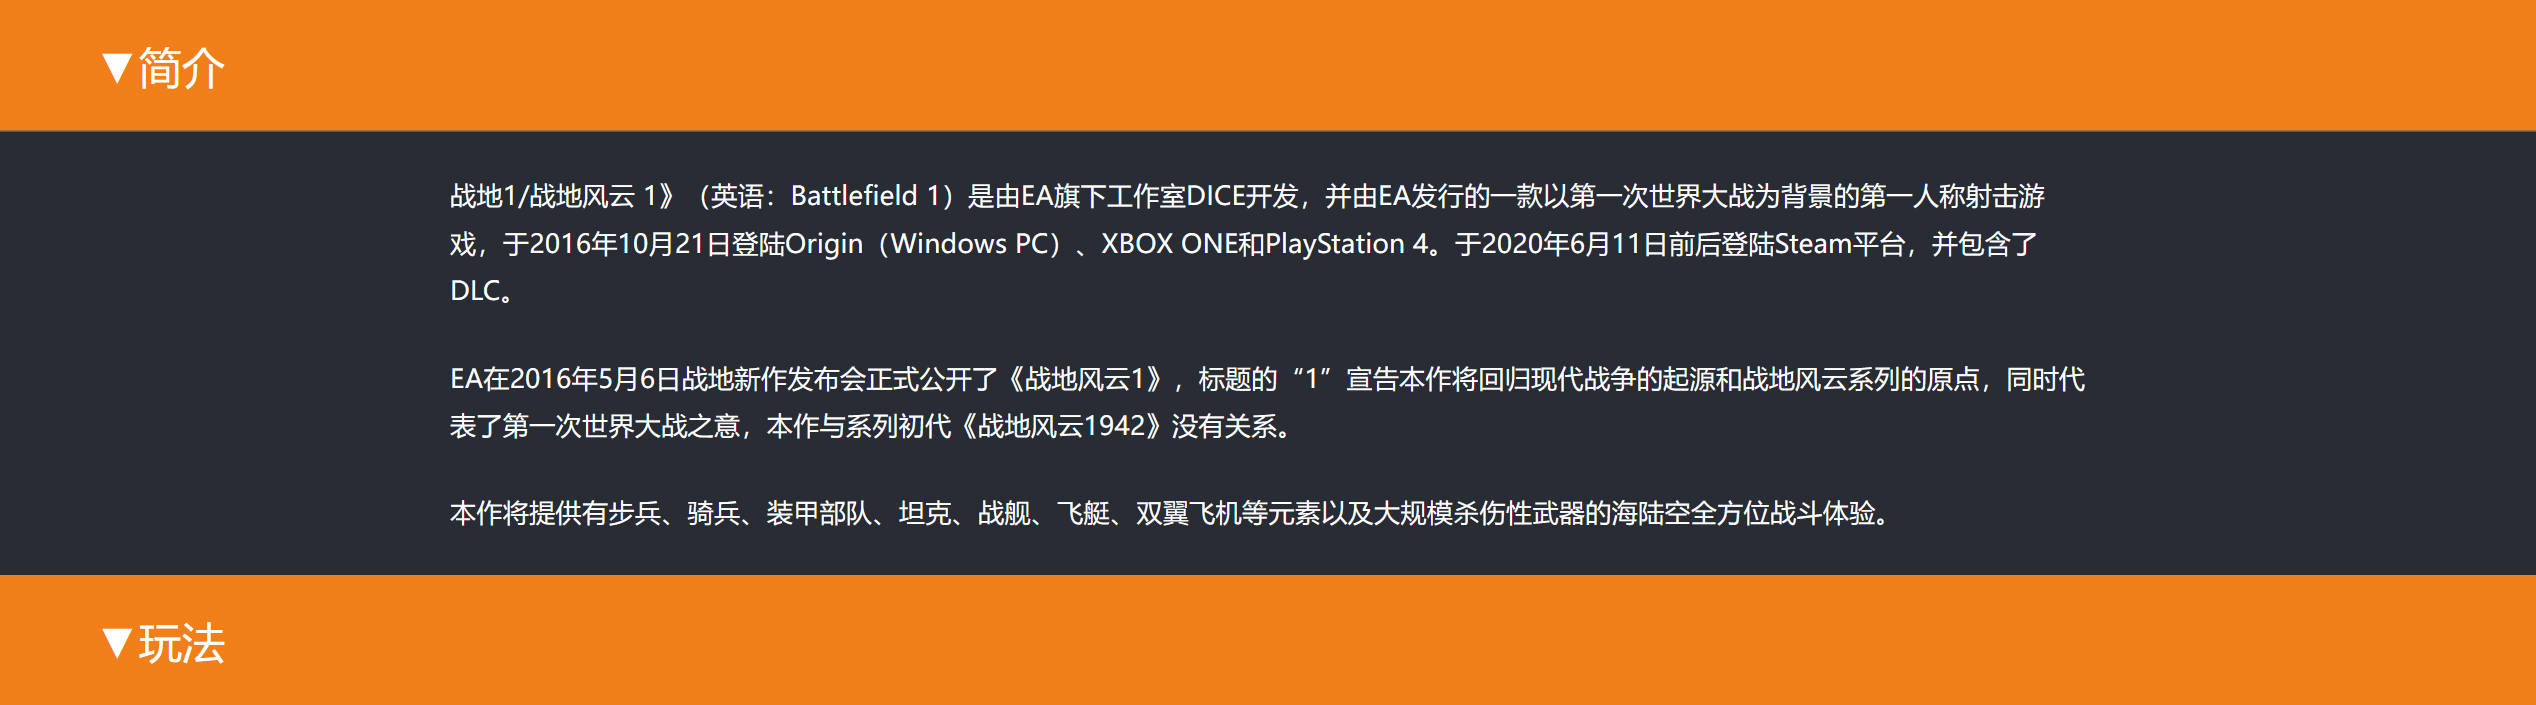 ▼简介
战地1/战地风云 1》（英语：Battlefield 1）是由EA旗下工作室DICE开发，并由EA发行的一款以第一次世界大战为背景的第一人称射击游
戏，于2016年10月21日登陆Origin（Windows PC）、XBOX ONE和PlayStation 4。于2020年6月11日前后登陆Steam平台，并包含了
DLC。
EA在2016年5月6日战地新作发布会正式公开了《战地风云1》，标题的“1”宣告本作将回归现代战争的起源和战地风云系列的原点，同时代
表了第一次世界大战之意，本作与系列初代《战地风云1942》没有关系。
本作将提供有步兵、骑兵、装甲部队、坦克、战舰、飞艇、双翼飞机等元素以及大规模杀伤性武器的海陆空全方位战斗体验。
▼玩法